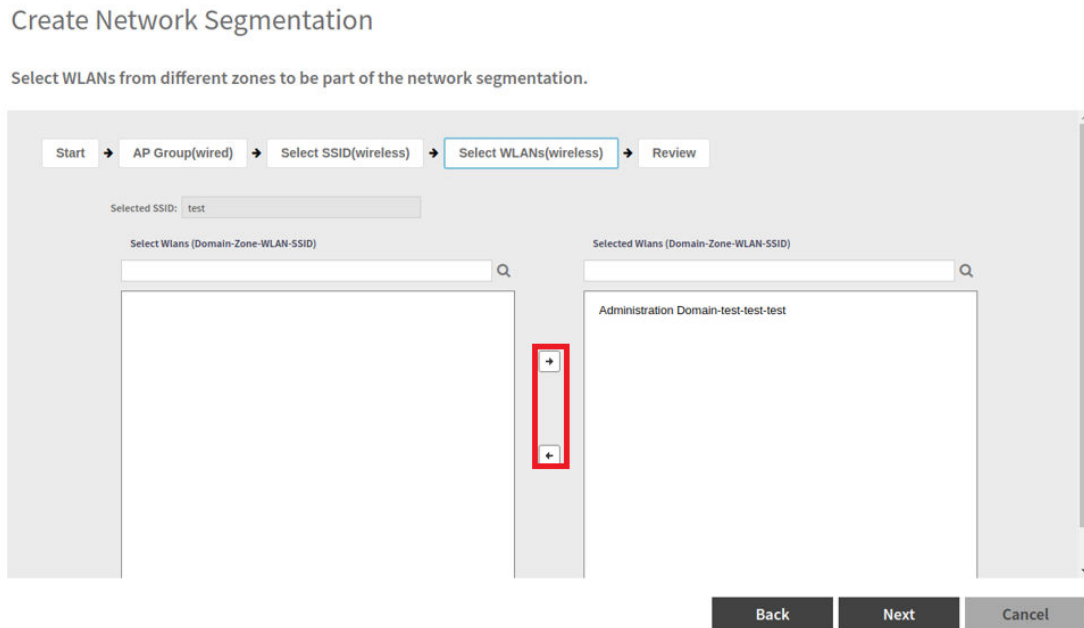 Create Network Segmentation
Select WLANs from different zones to be part of the network segmentation.
Start → AP Group(wired) → Select SSID(wireless) → Select WLANs(wireless) → Review
Selected SSID: test
Select Wlans (Domain-Zone-WLAN-SSID) Selected Wlans (Domain-Zone-WLAN-SSID)
Administration Domain-test-test-test
Back Next Cancel